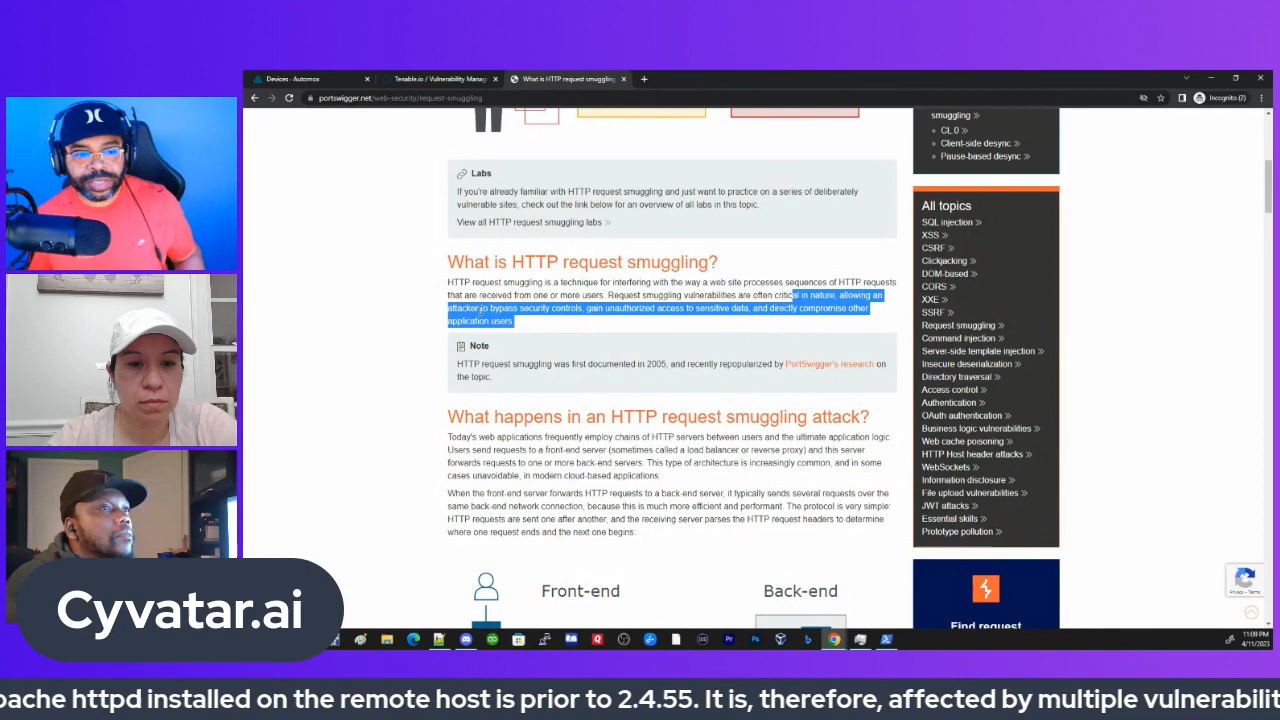 Devices - Automox
Tenable.io / Vulnerability Manag
What is HTTP request smuggling
portswigger.net/web-security/request-smuggling
Incognito (2)
Labs
If you're already familiar with HTTP request smuggling and just want to practice on a series of deliberately
vulnerable sites, check out the link below for an overview of all labs in this topic.
View all HTTP request smuggling labs »
What is HTTP request smuggling?
HTTP request smuggling is a technique for interfering with the way a web site processes sequences of HTTP requests
that are received from one or more users. Request smuggling vulnerabilities are often critical in nature, allowing an
attacker to bypass security controls, gain unauthorized access to sensitive data, and directly compromise other
application users.
Note
HTTP request smuggling was first documented in 2005, and recently repopularized by PortSwigger's research on
the topic.
What happens in an HTTP request smuggling attack?
Today's web applications frequently employ chains of HTTP servers between users and the ultimate application logic.
Users send requests to a front-end server (sometimes called a load balancer or reverse proxy) and this server
forwards requests to one or more back-end servers. This type of architecture is increasingly common, and in some
cases unavoidable, in modern cloud-based applications.
When the front-end server forwards HTTP requests to a back-end server, it typically sends several requests over the
same back-end network connection, because this is much more efficient and performant. The protocol is very simple:
HTTP requests are sent one after another, and the receiving server parses the HTTP request headers to determine
where one request ends and the next one begins:
Front-end
Back-end
smuggling »
CL.0 »
Client-side desync »
Pause-based desync »
All topics
SQL injection »
XSS »
CSRF »
Clickjacking »
DOM-based »
CORS »
XXE »
SSRF »
Request smuggling »
Command injection »
Server-side template injection »
Insecure deserialization »
Directory traversal »
Access control »
Authentication »
OAuth authentication »
Business logic vulnerabilities »
Web cache poisoning »
HTTP Host header attacks »
WebSockets »
Information disclosure »
File upload vulnerabilities »
JWT attacks »
Essential skills »
Prototype pollution »
Find request
Privacy - Terms
11:09 PM
4/11/2023
Cyvatar.ai
pache httpd installed on the remote host is prior to 2.4.55. It is, therefore, affected by multiple vulnerabilit